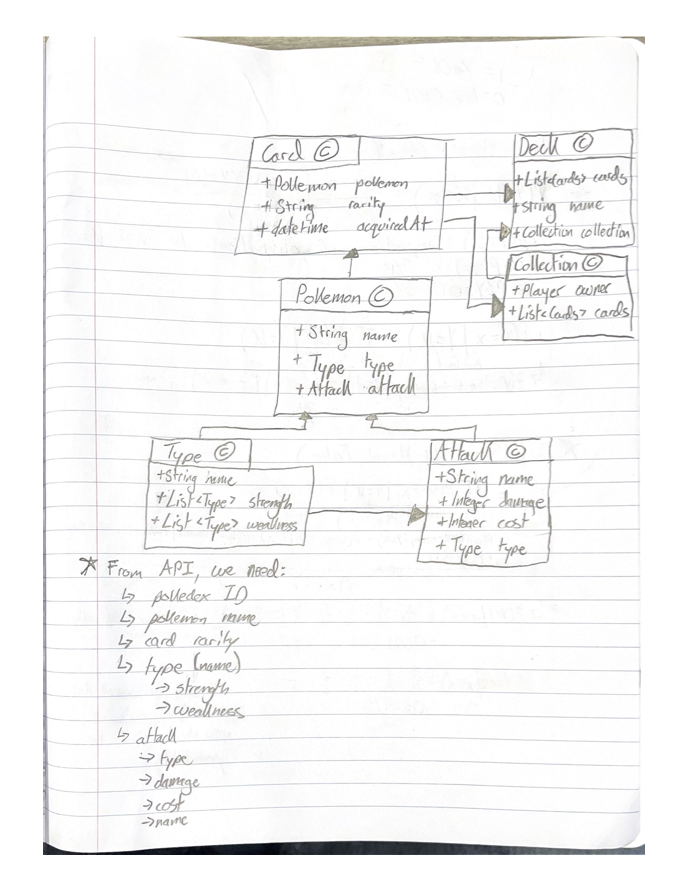 Card ©
+ Pokemon pokemon
+ String rarity
+ datetime acquiredAt
Deck ©
+ List<Cards> cards
+ string name
+ Collection collection
Collection ©
+ Player owner
+ List<Cards> cards
Pokemon ©
+ String name
+ Type type
+ Attack attack
Type ©
+ String name
+ List<Type> strength
+ List<Type> weakness
Attack ©
+ String name
+ Integer damage
+ Integer cost
+ Type type
* From API, we need:
↳ pokedex ID
↳ pokemon name
↳ card rarity
↳ type (name)
→ strength
→ weakness
↳ attack
→ type
→ damage
→ cost
→ name